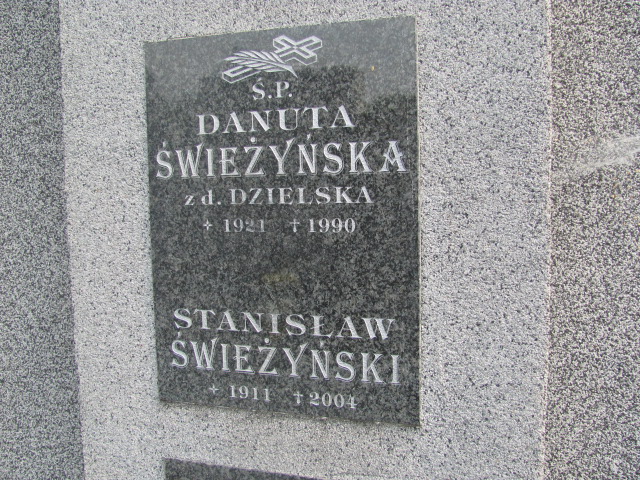 Ś.P.
DANUTA
ŚWIEŻYŃSKA
z d. DZIELSKA
+ 1921 † 1990
STANISŁAW
ŚWIEŻYŃSKI
+ 1911 † 2004